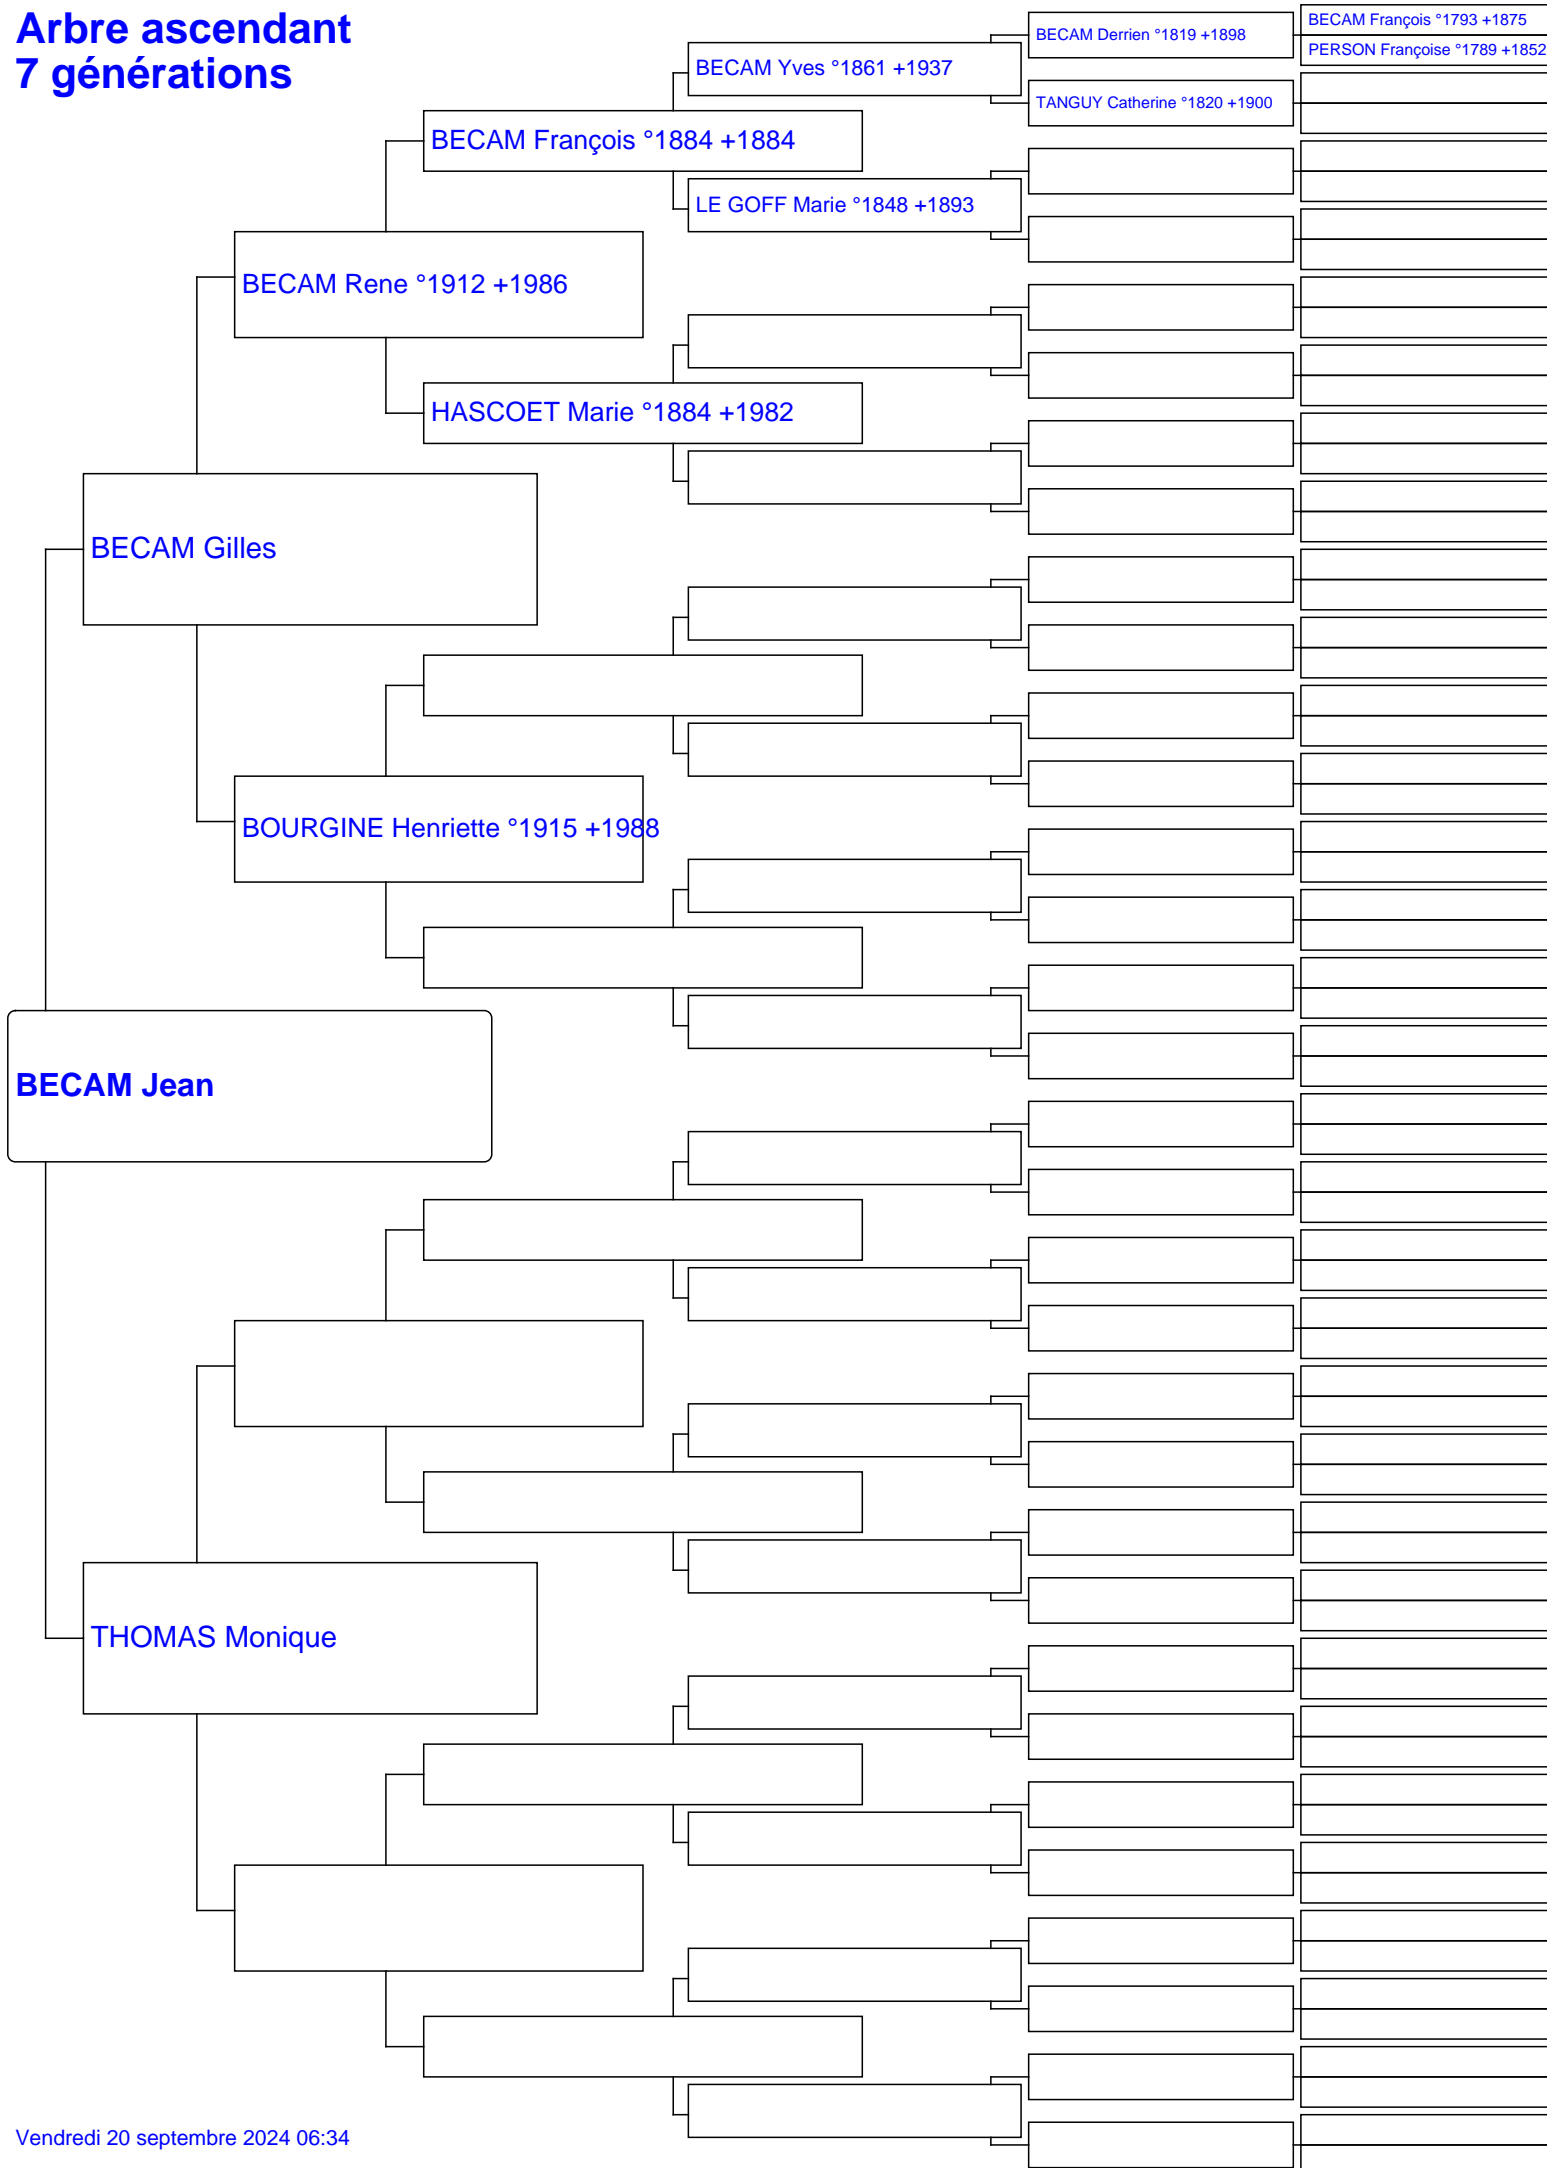 Arbre ascendant
7 générations
BECAM François °1793 +1875
BECAM Derrien °1819 +1898
PERSON Françoise °1789 +1852
BECAM Yves °1861 +1937
TANGUY Catherine °1820 +1900
BECAM François °1884 +1884
LE GOFF Marie °1848 +1893
BECAM Rene °1912 +1986
HASCOET Marie °1884 +1982
BECAM Gilles
BOURGINE Henriette °1915 +1988
BECAM Jean
THOMAS Monique
Vendredi 20 septembre 2024 06:34